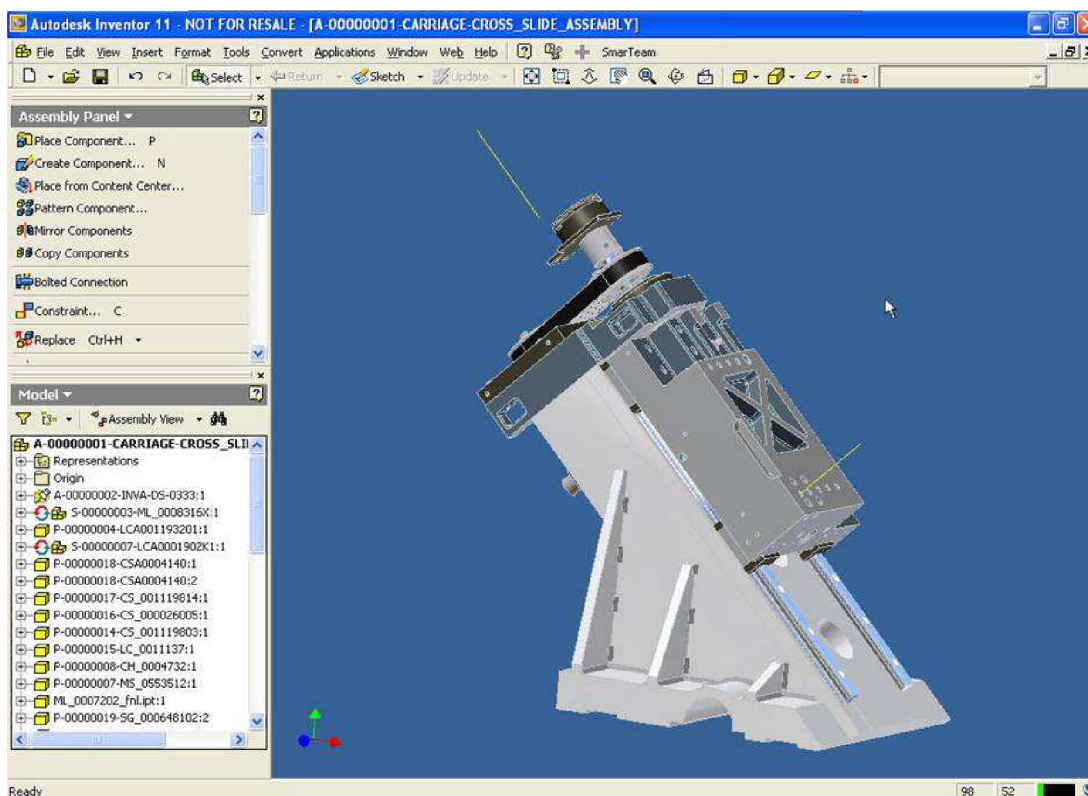 Autodesk Inventor 11 - NOT FOR RESALE - [A-00000001-CARRIAGE-CROSS_SLIDE_ASSEMBLY]
File Edit View Insert Format Tools Convert Applications Window Web Help SmarTeam
Select Return Sketch Update
Assembly Panel
Place Component... P
Create Component... N
Place from Content Center...
Pattern Component...
Mirror Components
Copy Components
Bolted Connection
Constraint... C
Replace Ctrl+H
Model
Assembly View
A-00000001-CARRIAGE-CROSS_SLI
Representations
Origin
A-00000002-INVA-DS-0333:1
S-00000003-ML_0008316X:1
P-00000004-LCA001193201:1
S-00000007-LCA0001902K1:1
P-00000018-CSA0004140:1
P-00000018-CSA0004140:2
P-00000017-CS_001119814:1
P-00000016-CS_000026005:1
P-00000014-CS_001119803:1
P-00000015-LC_0011137:1
P-00000008-CH_0004732:1
P-00000007-MS_0553512:1
ML_0007202_fnl.ipt:1
P-00000019-SG_000648102:2
Ready 98 52